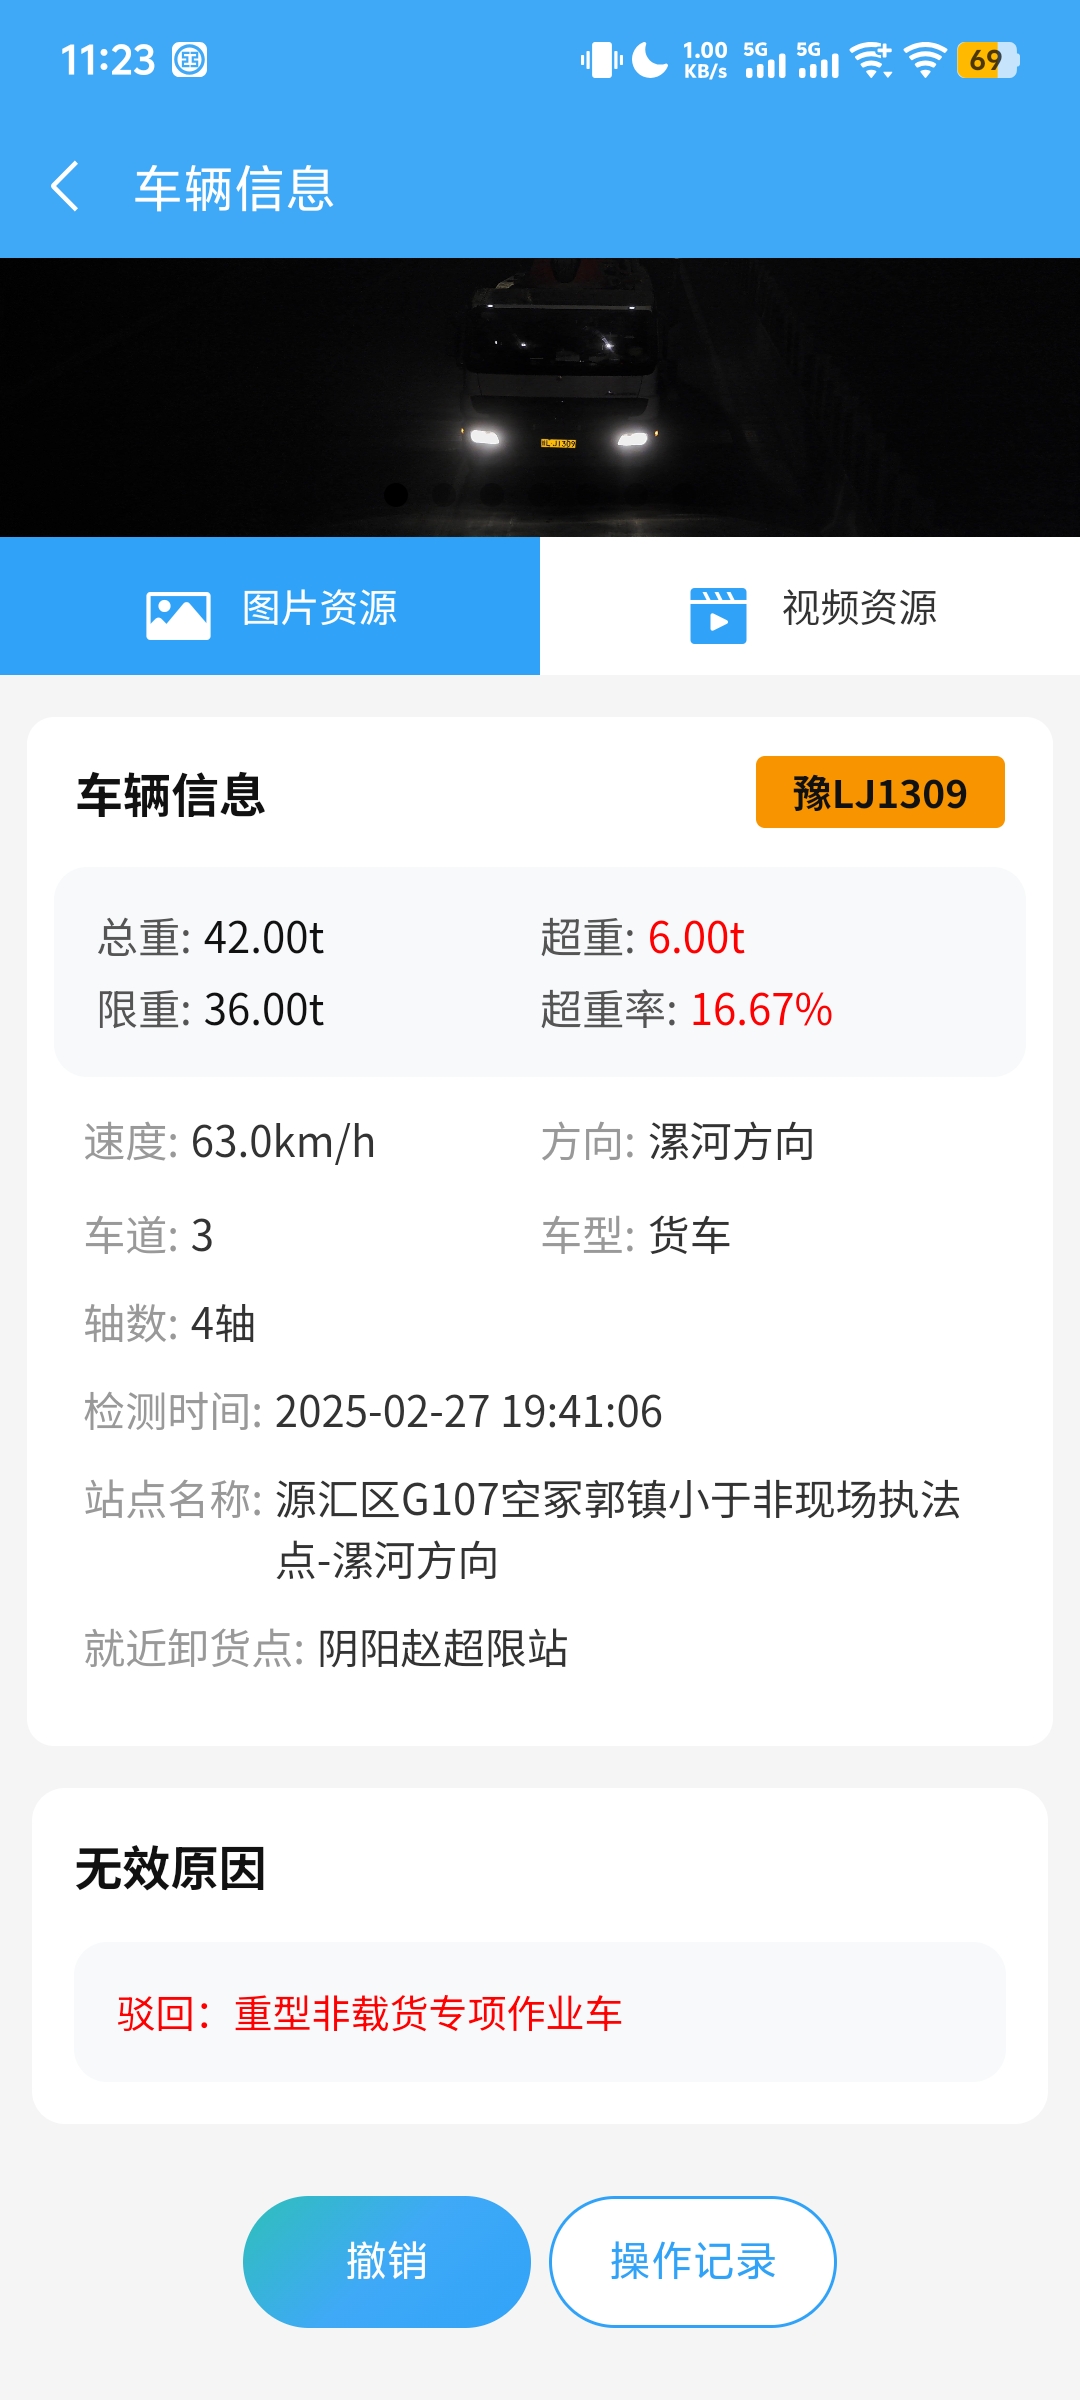 11:23
1.00 KB/s 5G 5G 69
车辆信息
图片资源
视频资源
车辆信息
豫LJ1309
总重: 42.00t
超重: 6.00t
限重: 36.00t
超重率: 16.67%
速度: 63.0km/h
方向: 漯河方向
车道: 3
车型: 货车
轴数: 4轴
检测时间: 2025-02-27 19:41:06
站点名称: 源汇区G107空冢郭镇小于非现场执法
点-漯河方向
就近卸货点: 阴阳赵超限站
无效原因
驳回：重型非载货专项作业车
撤销
操作记录